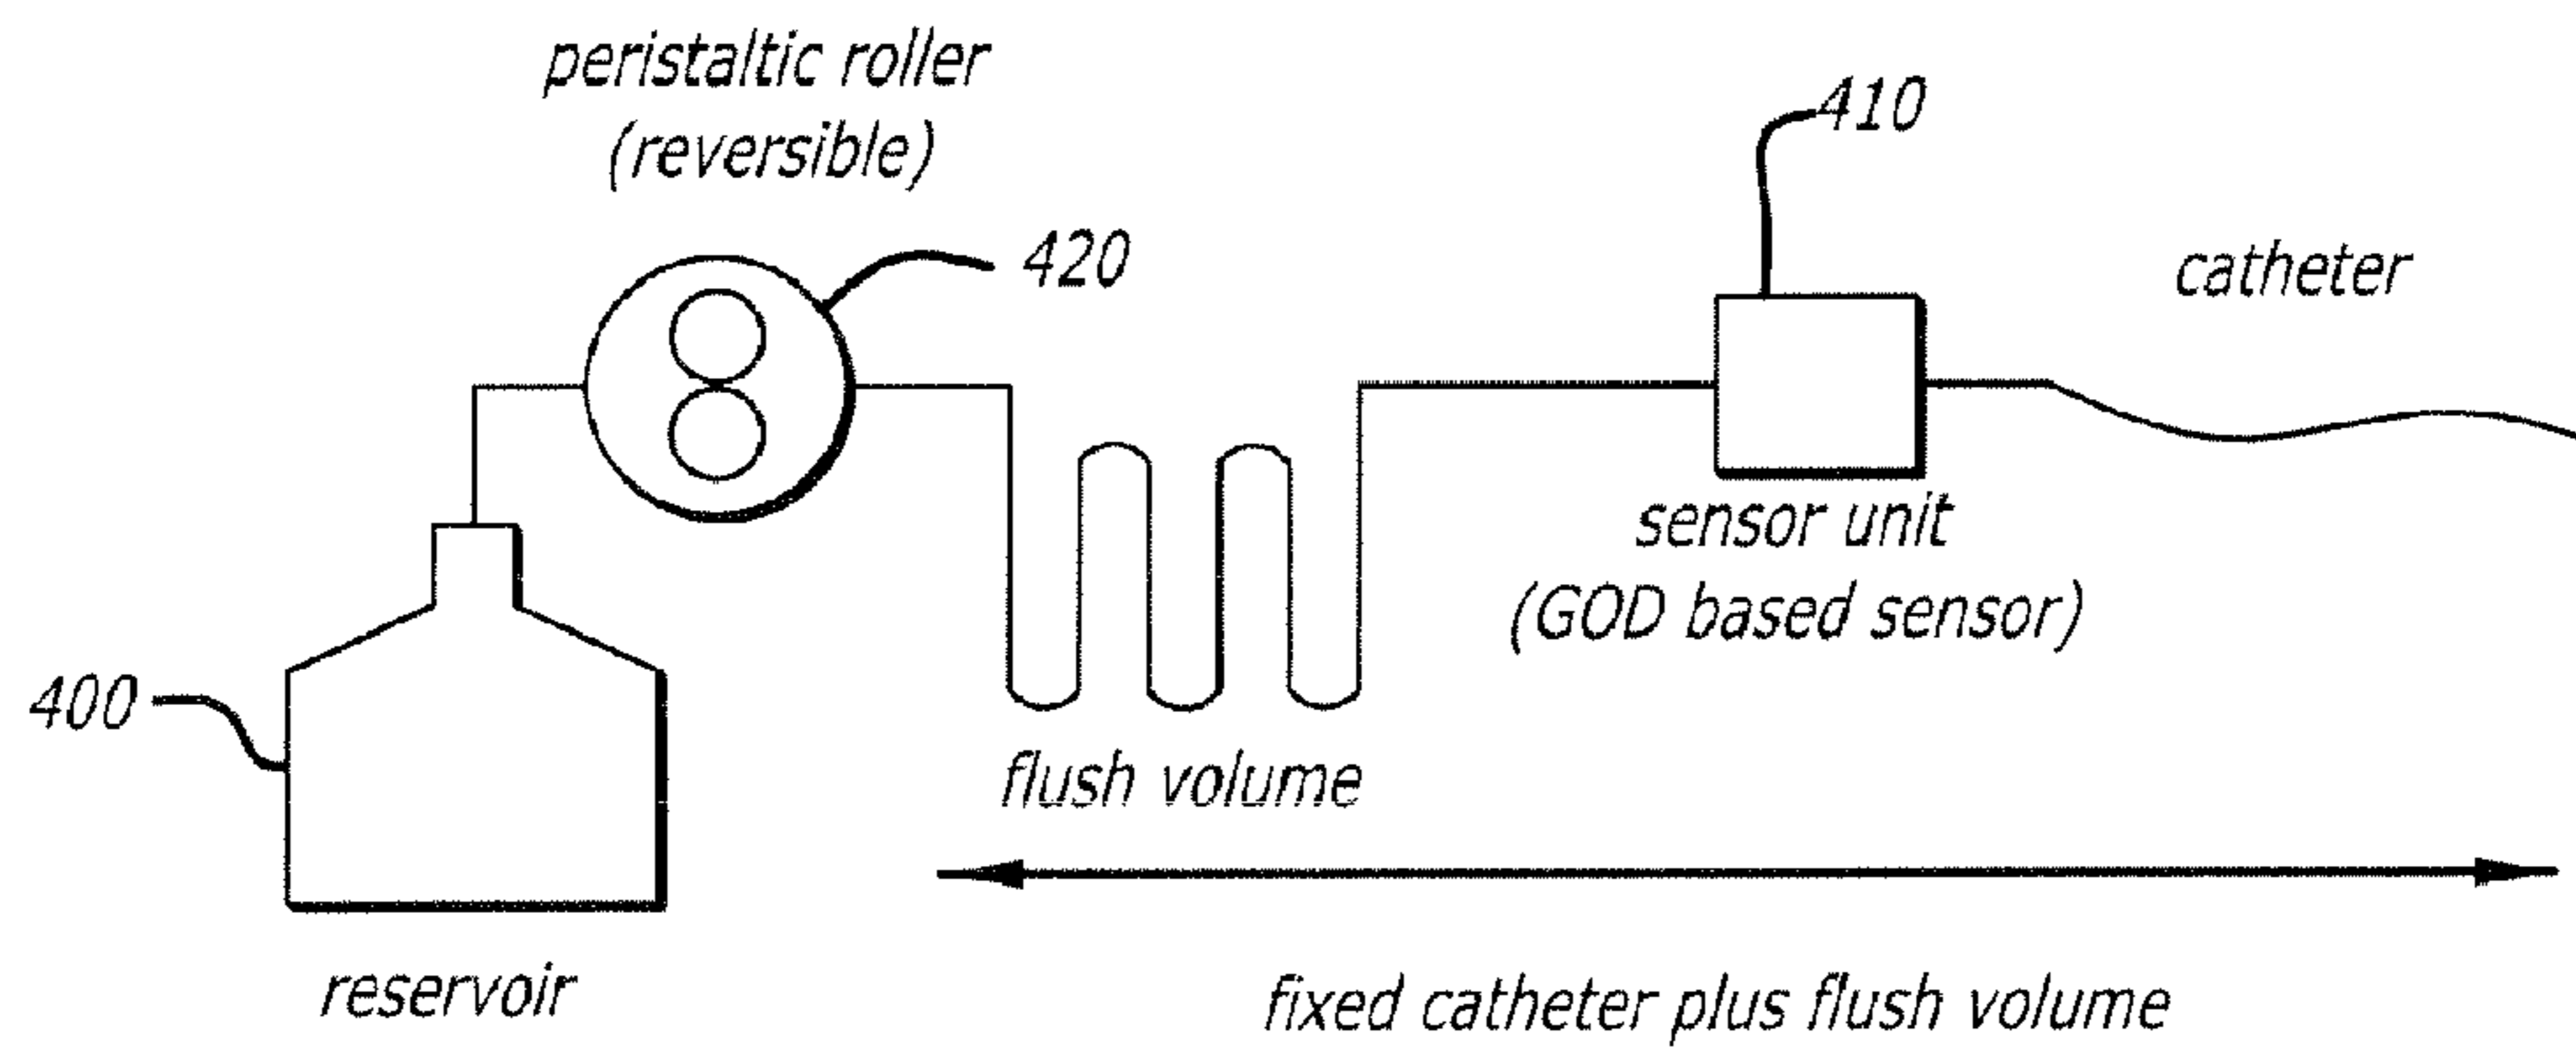 peristaltic roller
(reversible)
420
410
catheter
sensor unit
(GOD based sensor)
400
flush volume
reservoir
fixed catheter plus flush volume